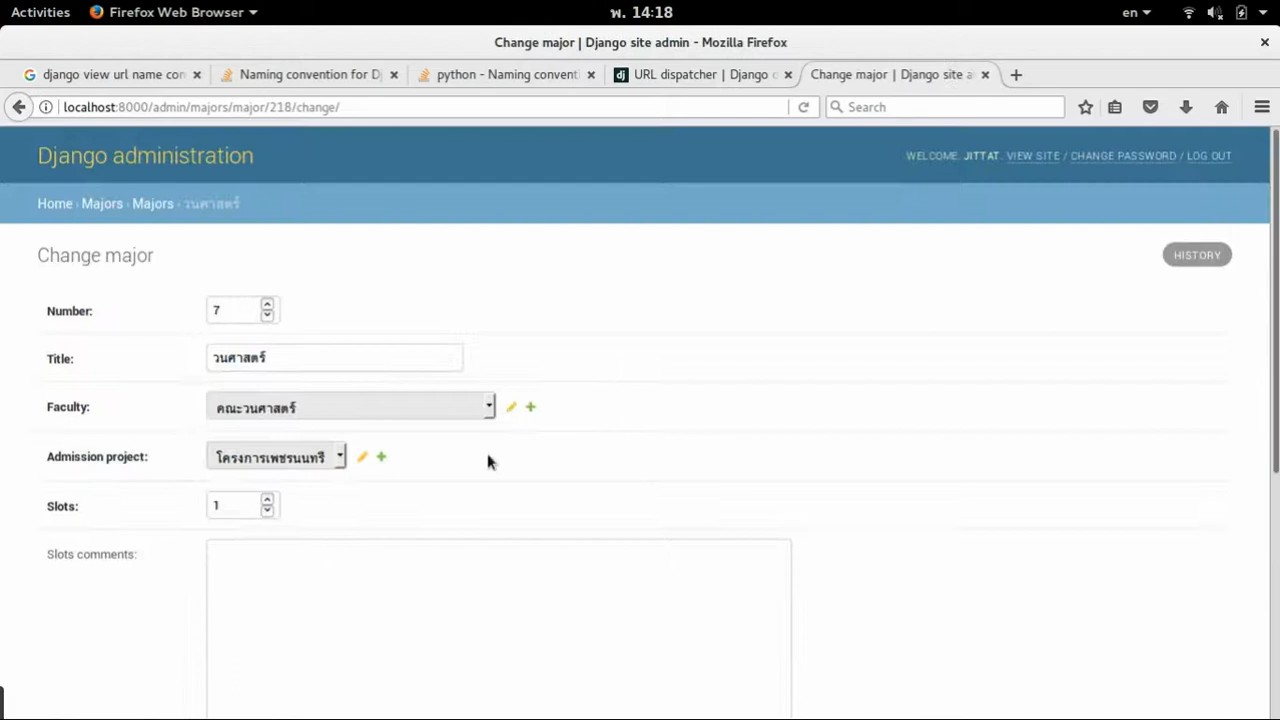 Activities Firefox Web Browser พ. 14:18 en
Change major | Django site admin - Mozilla Firefox
django view url name con Naming convention for Dj python - Naming conventi URL dispatcher | Django Change major | Django site a
localhost:8000/admin/majors/major/218/change/ Search
Django administration WELCOME, JITTAT. VIEW SITE / CHANGE PASSWORD / LOG OUT
Home › Majors › Majors › วนศาสตร์
Change major HISTORY
Number: 7
Title: วนศาสตร์
Faculty: คณะวนศาสตร์
Admission project: โครงการเพชรนนทรี
Slots: 1
Slots comments: